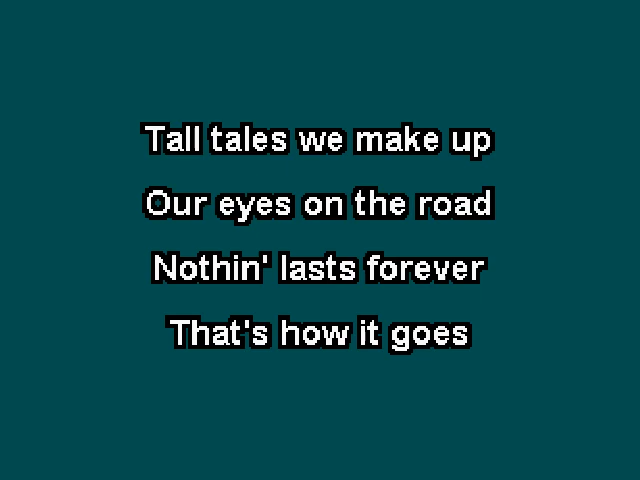 Tall tales we make up
Our eyes on the road
Nothin' lasts forever
That's how it goes